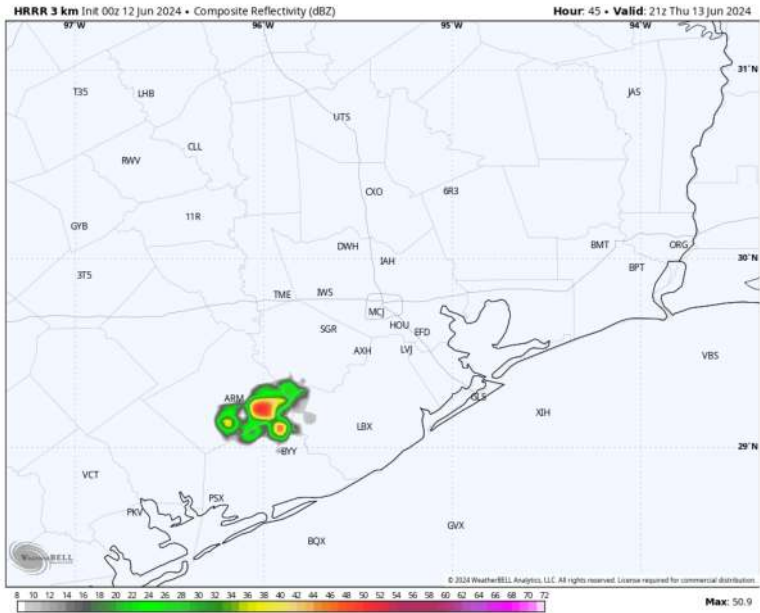 HRRR 3 km Init 00z 12 Jun 2024 • Composite Reflectivity (dBZ) Hour: 45 • Valid: 21z Thu 13 Jun 2024
97°W 96°W 95°W 94°W
31°N
T35 LHB JAS
UTS
CLL
RWV
CXO 6R3
11R
GYB
DWH BMT ORG
IAH
30°N
3T5 BPT
TME IWS
MCJ
SGR HOU EFD
AXH LVJ
VBS
ARM GLS
XIH
LBX
29°N
BYY
VCT
PSX
PKV
BQX GVX
WeatherBELL
© 2024 WeatherBELL Analytics, LLC. All rights reserved. License required for commercial distribution.
8 10 12 14 16 18 20 22 24 26 28 30 32 34 36 38 40 42 44 46 48 50 52 54 56 58 60 62 64 66 68 70 72
Max: 50.9